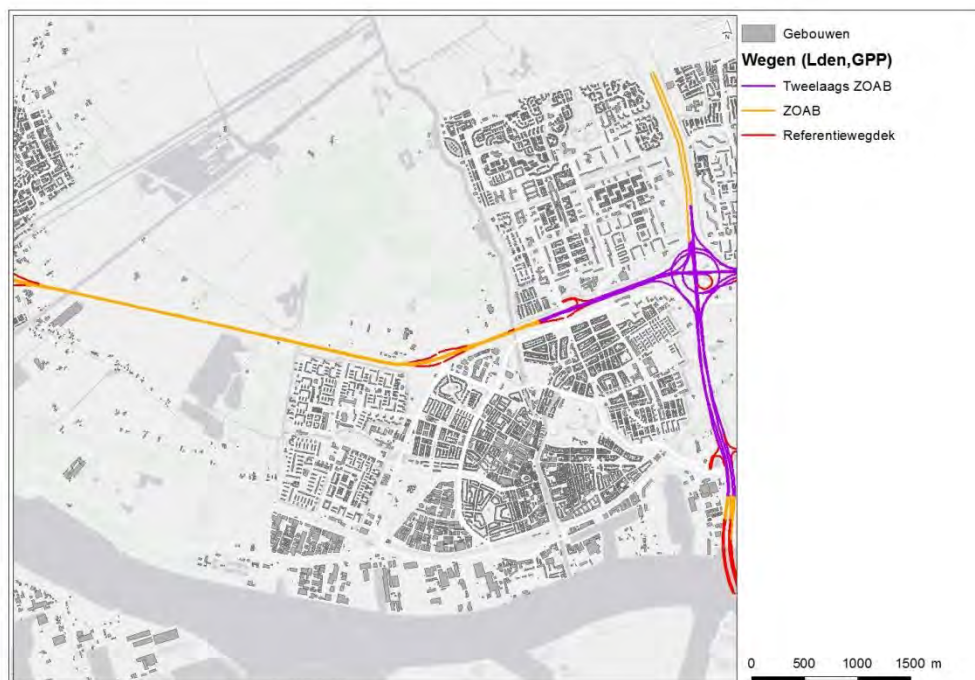 Gebouwen
Wegen (Lden,GPP)
Tweelaags ZOAB
ZOAB
Referentiewegdek
0 500 1000 1500 m